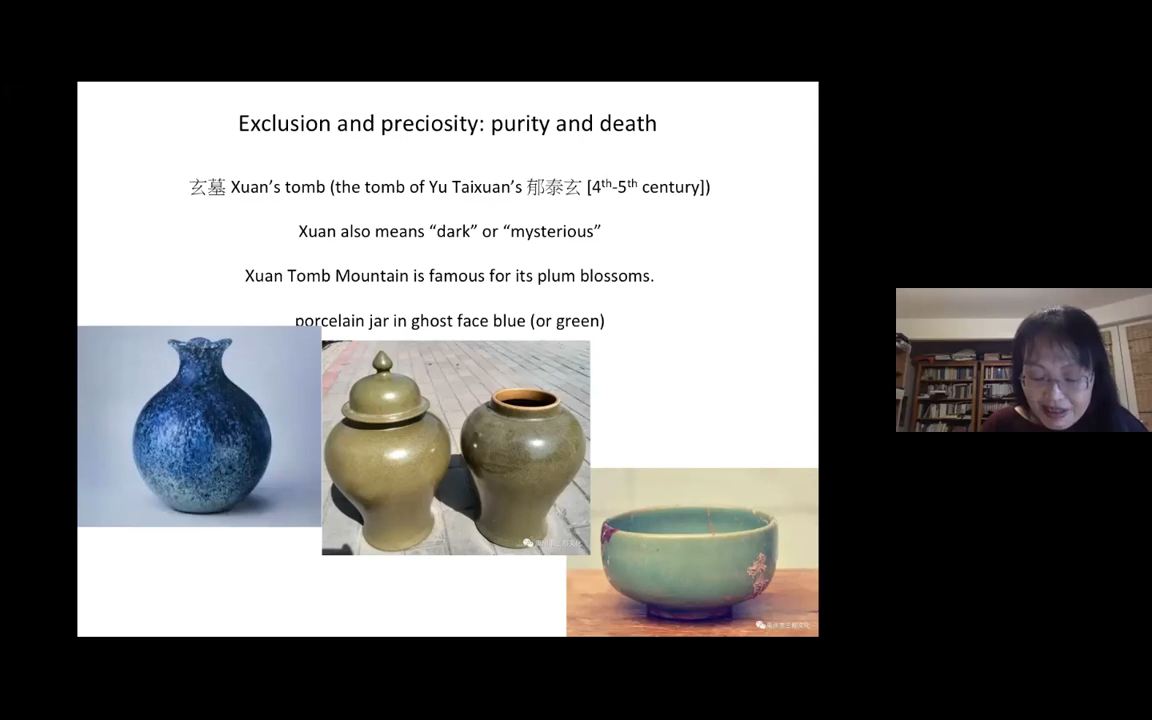 Exclusion and preciosity: purity and death
玄墓 Xuan’s tomb (the tomb of Yu Taixuan’s 郁泰玄 [4th-5th century])
Xuan also means “dark” or “mysterious”
Xuan Tomb Mountain is famous for its plum blossoms.
porcelain jar in ghost face blue (or green)